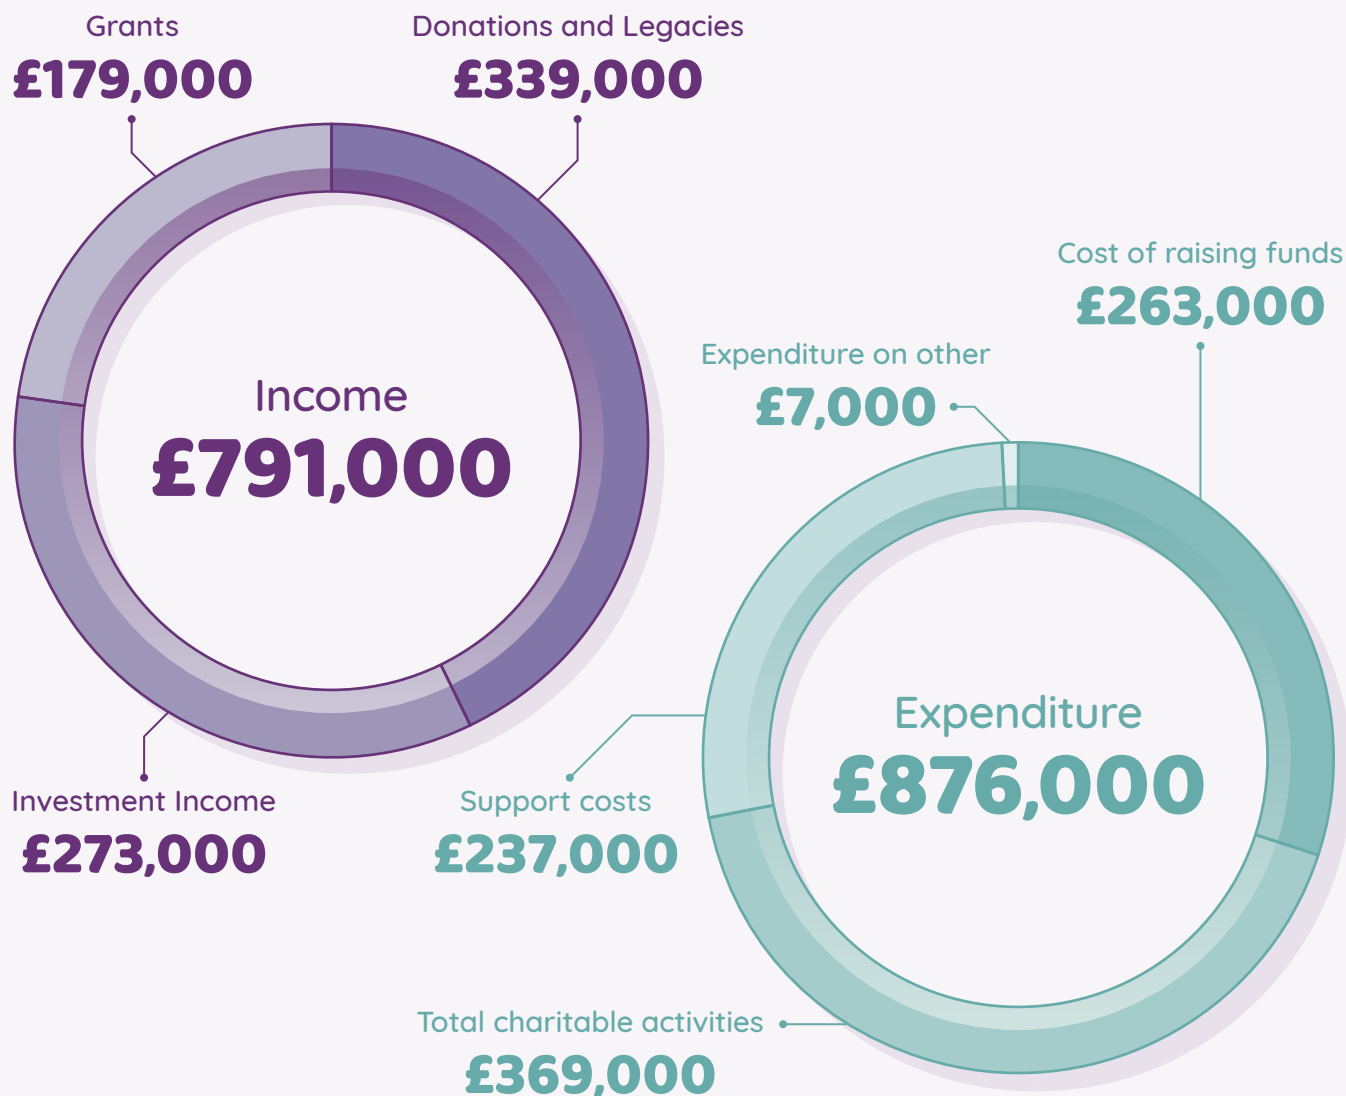 Grants
£179,000
Donations and Legacies
£339,000
Income
£791,000
Investment Income
£273,000
Cost of raising funds
£263,000
Expenditure on other
£7,000
Expenditure
£876,000
Support costs
£237,000
Total charitable activities
£369,000